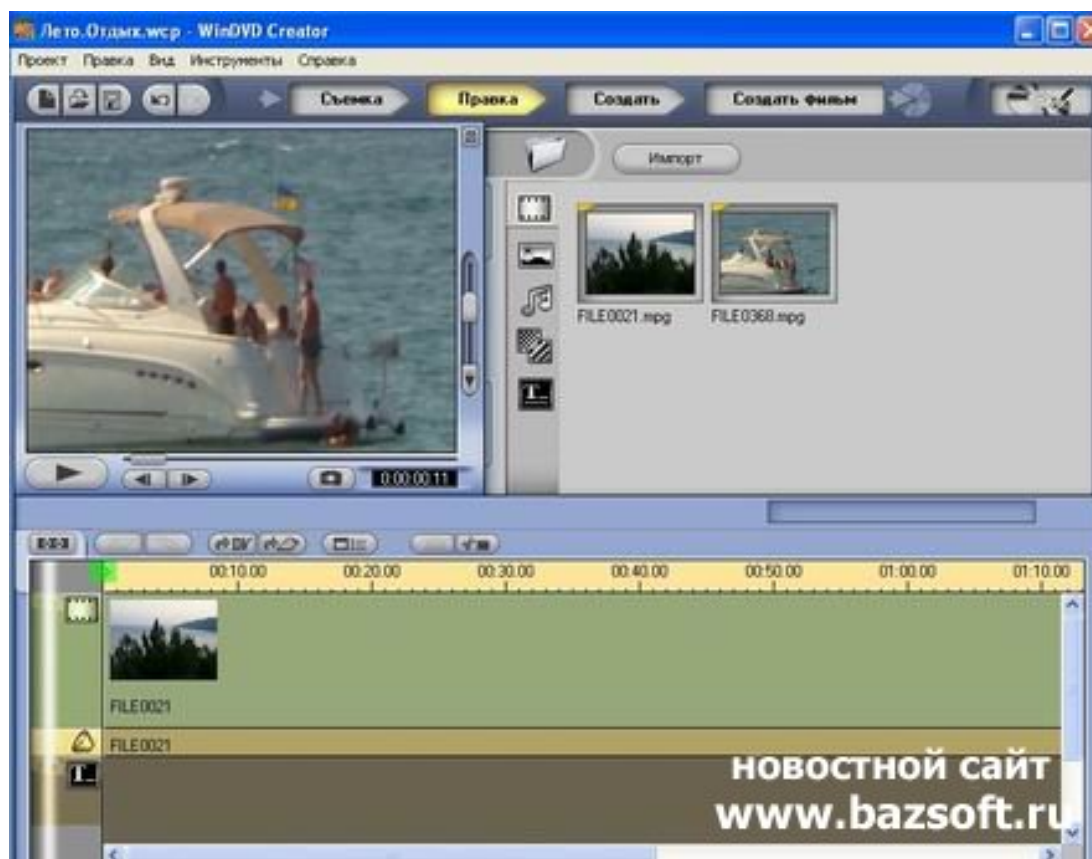 Лето.Отдых.wcp - WinDVD Creator
Проект Правка Вид Инструменты Справка
Съемка Правка Создать Создать фильм
Импорт
FILE0021.mpg FILE0368.mpg
0:00:00.11
DV
00:10.00 00:20.00 00:30.00 00:40.00 00:50.00 01:00.00 01:10.00
FILE0021
FILE0021
T
новостной сайт
www.bazsoft.ru